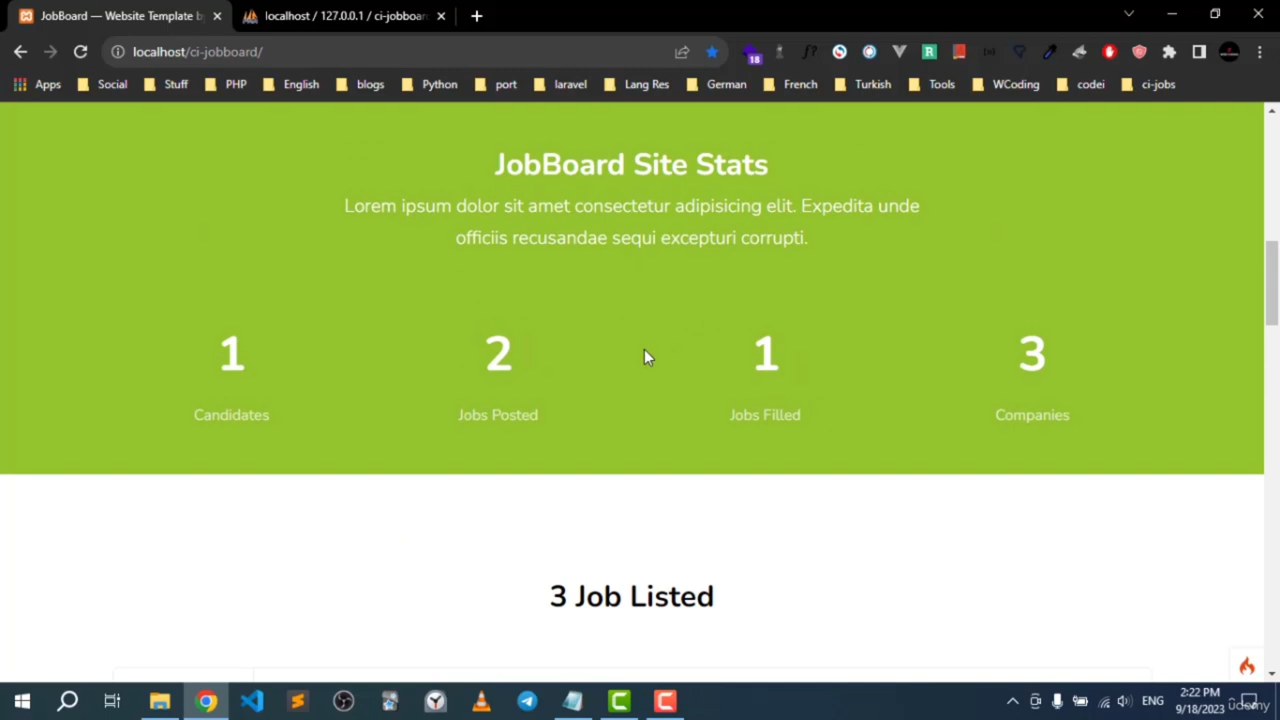 JobBoard — Website Template b
localhost / 127.0.0.1 / ci-jobboar
localhost/ci-jobboard/
18
Apps
Social
Stuff
PHP
English
blogs
Python
port
laravel
Lang Res
German
French
Turkish
Tools
WCoding
codei
ci-jobs
JobBoard Site Stats
Lorem ipsum dolor sit amet consectetur adipisicing elit. Expedita unde
officiis recusandae sequi excepturi corrupti.
1
2
1
3
Candidates
Jobs Posted
Jobs Filled
Companies
3 Job Listed
ENG
2:22 PM
9/18/2023
ûdemy